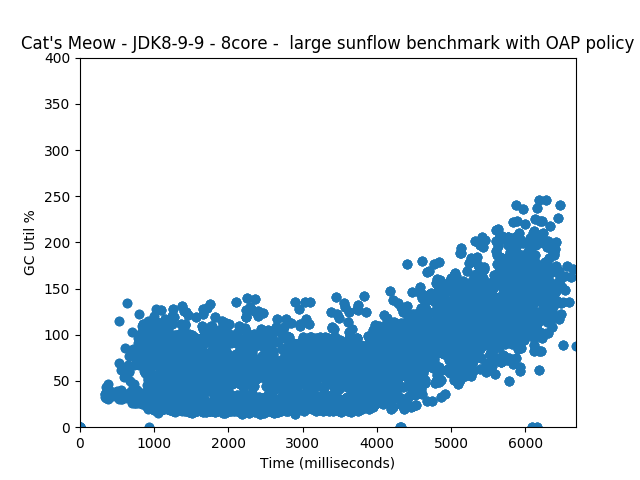 Cat's Meow - JDK8-9-9 - 8core -  large sunflow benchmark with OAP policy
400
350
300
250
200
150
100
50
0
GC Util %
0 1000 2000 3000 4000 5000 6000
Time (milliseconds)